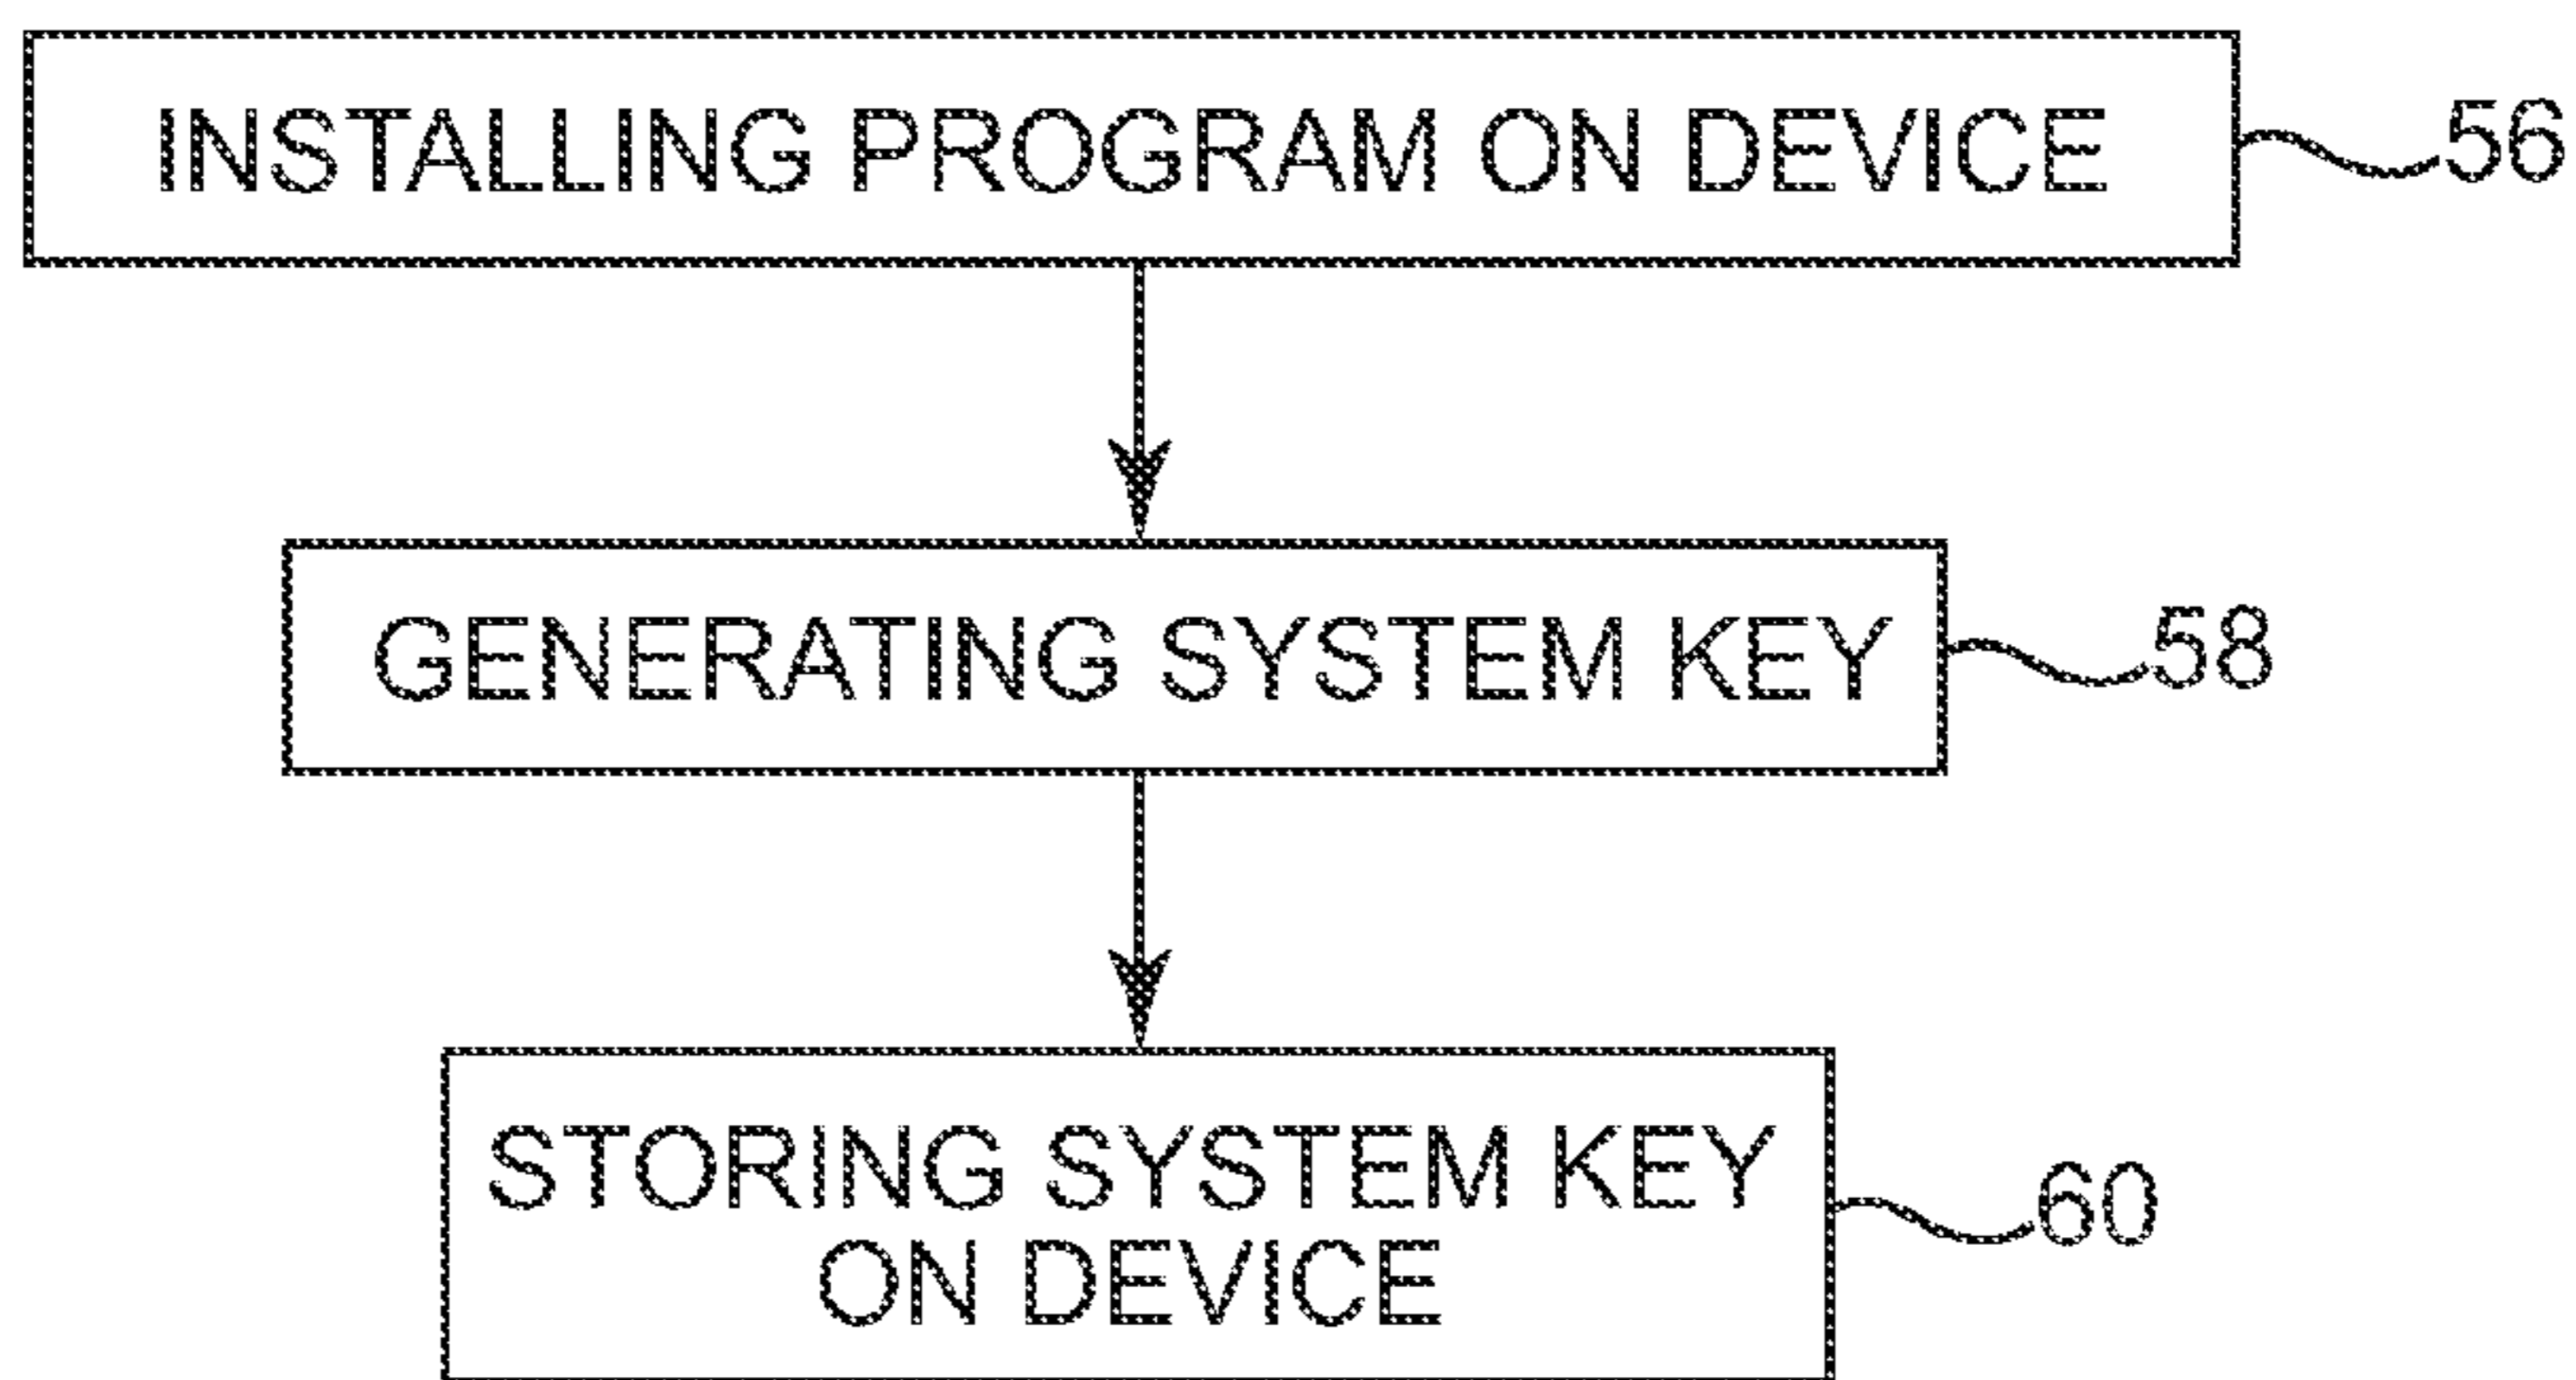 INSTALLING PROGRAM ON DEVICE
56
GENERATING SYSTEM KEY
58
STORING SYSTEM KEY
ON DEVICE
60